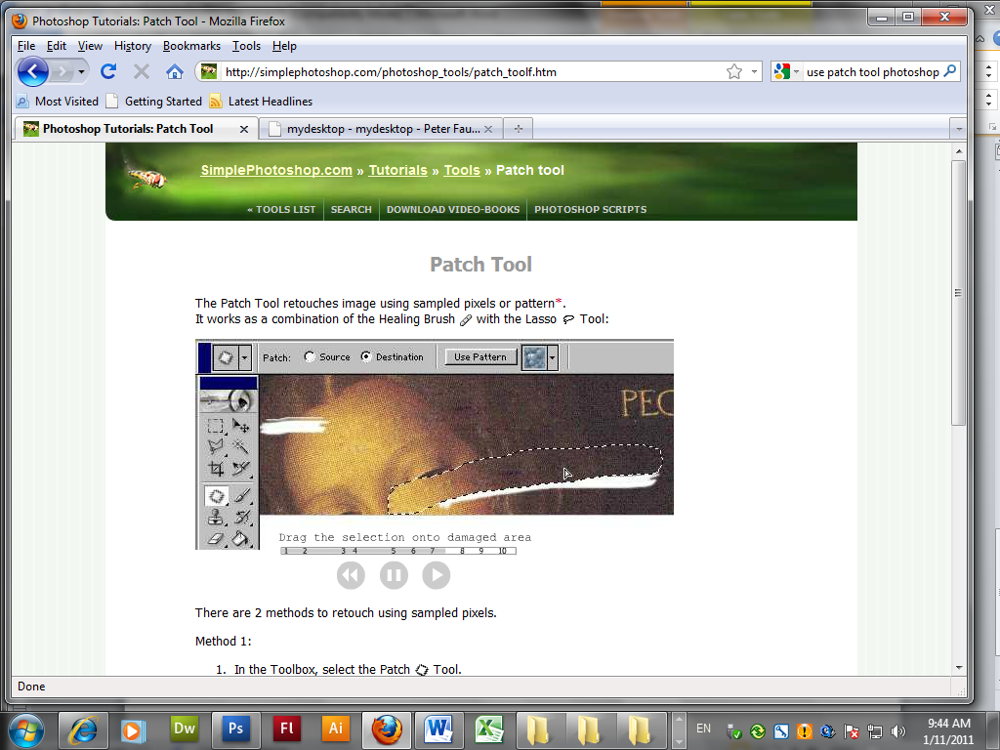 Photoshop Tutorials: Patch Tool - Mozilla Firefox
File Edit View History Bookmarks Tools Help
http://simplephotoshop.com/photoshop_tools/patch_toolf.htm
use patch tool photoshop
Most Visited Getting Started Latest Headlines
Photoshop Tutorials: Patch Tool
mydesktop - mydesktop - Peter Fau...
SimplePhotoshop.com » Tutorials » Tools » Patch tool
« TOOLS LIST SEARCH DOWNLOAD VIDEO-BOOKS PHOTOSHOP SCRIPTS
Patch Tool
The Patch Tool retouches image using sampled pixels or pattern*.
It works as a combination of the Healing Brush with the Lasso Tool:
Patch: Source Destination Use Pattern
PEC
Drag the selection onto damaged area
1 2 3 4 5 6 7 8 9 10
There are 2 methods to retouch using sampled pixels.
Method 1:
1. In the Toolbox, select the Patch Tool.
Done
Dw Ps Fl Ai W X EN
9:44 AM
1/11/2011